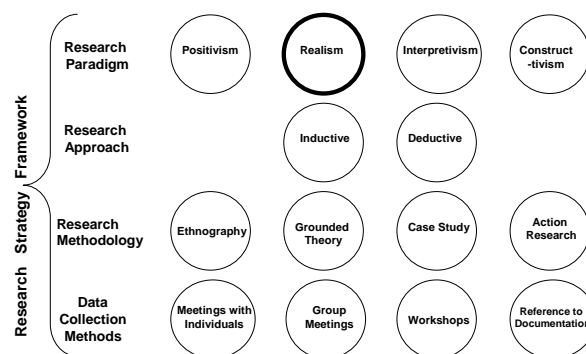 Research Strategy Framework
Research
Paradigm
Positivism
Realism
Interpretivism
Construct
-tivism
Research
Approach
Inductive
Deductive
Research
Methodology
Ethnography
Grounded
Theory
Case Study
Action
Research
Data
Collection
Methods
Meetings with
Individuals
Group
Meetings
Workshops
Reference to
Documentation